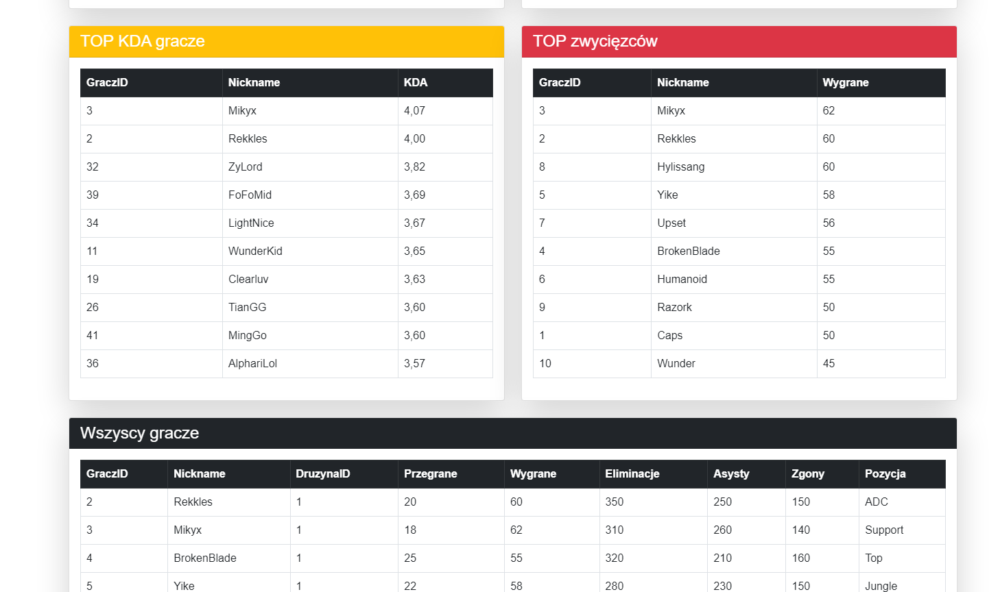 TOP KDA gracze
GraczID Nickname KDA
3 Mikyx 4,07
2 Rekkles 4,00
32 ZyLord 3,82
39 FoFoMid 3,69
34 LightNice 3,67
11 WunderKid 3,65
19 Clearluv 3,63
26 TianGG 3,60
41 MingGo 3,60
36 AlphariLol 3,57
TOP zwycięzców
GraczID Nickname Wygrane
3 Mikyx 62
2 Rekkles 60
8 Hylissang 60
5 Yike 58
7 Upset 56
4 BrokenBlade 55
6 Humanoid 55
9 Razork 50
1 Caps 50
10 Wunder 45
Wszyscy gracze
GraczID Nickname DruzynaID Przegrane Wygrane Eliminacje Asysty Zgony Pozycja
2 Rekkles 1 20 60 350 250 150 ADC
3 Mikyx 1 18 62 310 260 140 Support
4 BrokenBlade 1 25 55 320 210 160 Top
5 Yike 1 22 58 280 230 150 Jungle